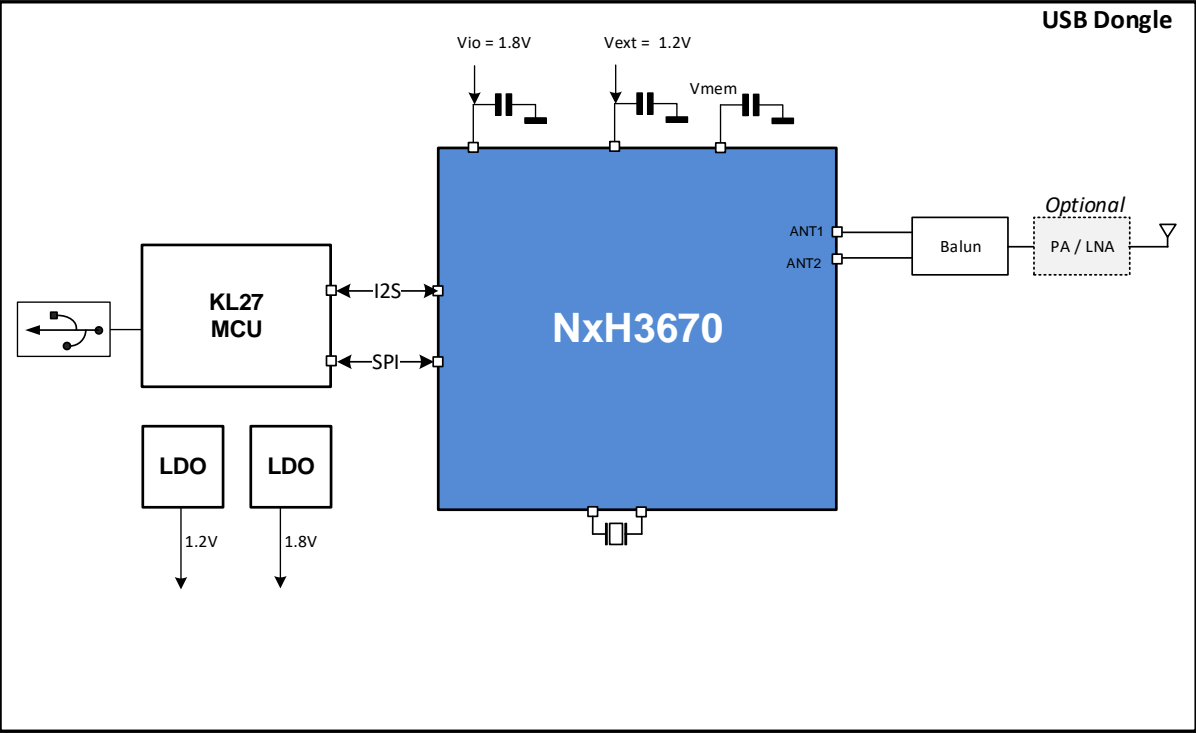 USB Dongle
Vio = 1.8V
Vext = 1.2V
Vmem
Optional
ANT1
ANT2
Balun
PA / LNA
KL27
MCU
I2S
SPI
NxH3670
LDO
LDO
1.2V
1.8V